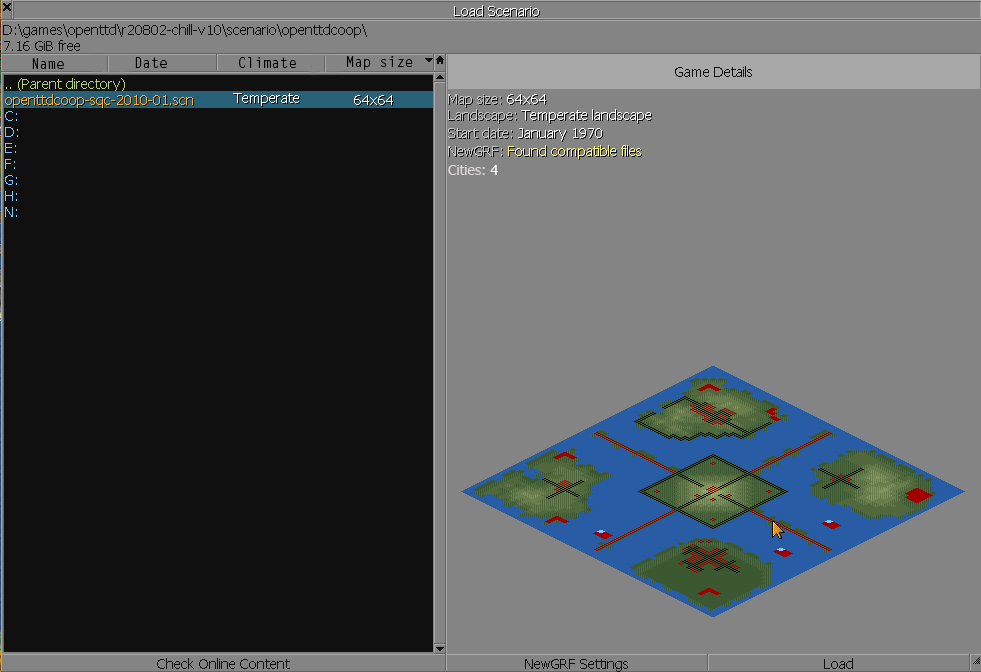 Load Scenario
D:\games\openttd\r20802-chill-v10\scenario\openttdcoop\
7.16 GiB free
Name Date Climate Map size
.. (Parent directory)
openttdcoop-sqc-2010-01.scn Temperate 64x64
C:
D:
E:
F:
G:
H:
N:
Game Details
Map size: 64x64
Landscape: Temperate landscape
Start date: January 1970
NewGRF: Found compatible files
Cities: 4
Check Online Content
NewGRF Settings
Load